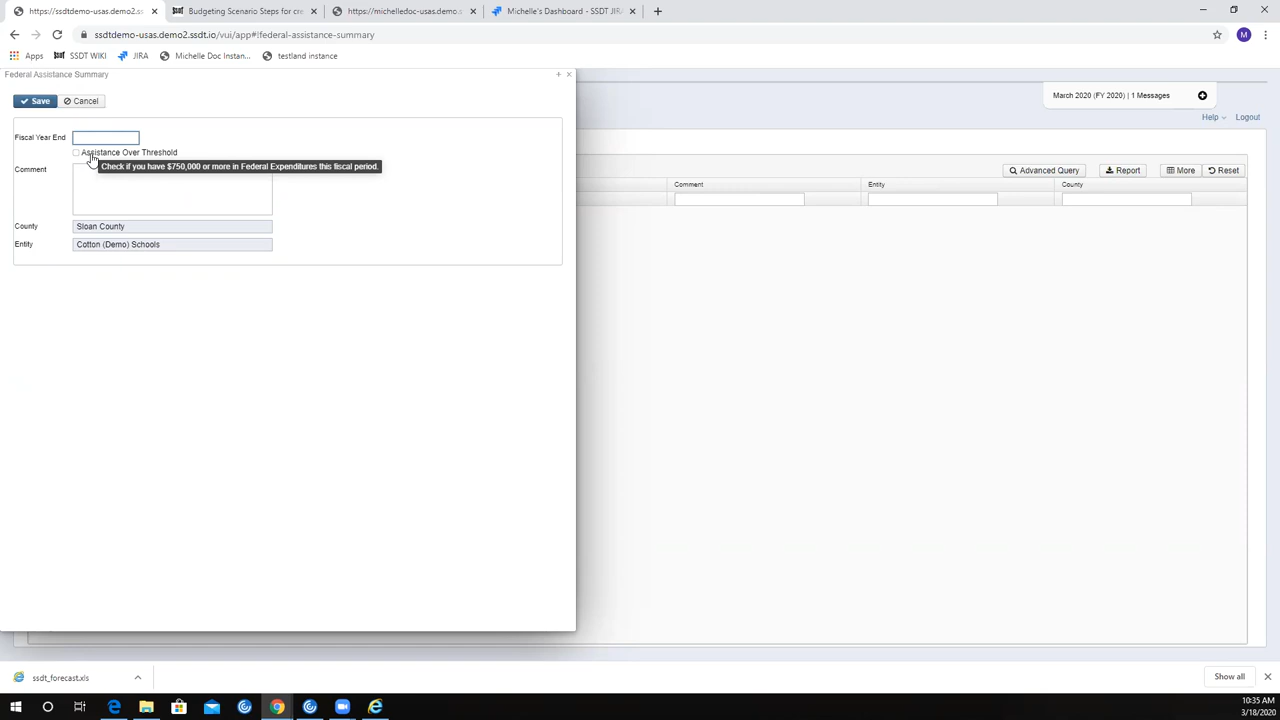 https://ssdtdemo-usas.demo2.ss
Budgeting Scenario Steps for cre
https://michelledoc-usas.demo.s
Michelle's Dashboard - SSDT JIRA
ssdtdemo-usas.demo2.ssdt.io/vui/app#!federal-assistance-summary
M
Apps
SSDT WIKI
JIRA
Michelle Doc Instan...
testland instance
Federal Assistance Summary
March 2020 (FY 2020) | 1 Messages
Save
Cancel
Help
Logout
Fiscal Year End
Assistance Over Threshold
Check if you have $750,000 or more in Federal Expenditures this fiscal period.
Comment
Advanced Query
Report
More
Reset
Comment
Entity
County
County
Sloan County
Entity
Cotton (Demo) Schools
ssdt_forecast.xls
Show all
10:35 AM
3/18/2020